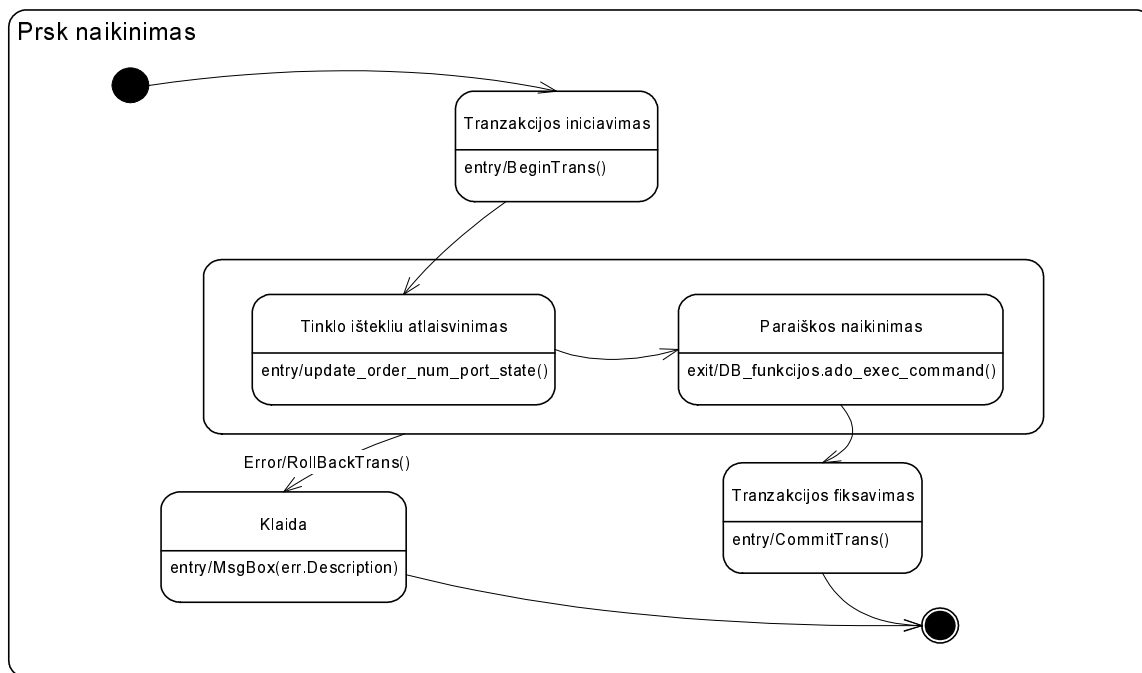 Prsk naikinimas
Tranzakcijos iniciavimas
entry/BeginTrans()
Tinklo ištekliu atlaisvinimas
entry/update_order_num_port_state()
Paraiškos naikinimas
exit/DB_funkcijos.ado_exec_command()
Error/RollBackTrans()
Tranzakcijos fiksavimas
entry/CommitTrans()
Klaida
entry/MsgBox(err.Description)